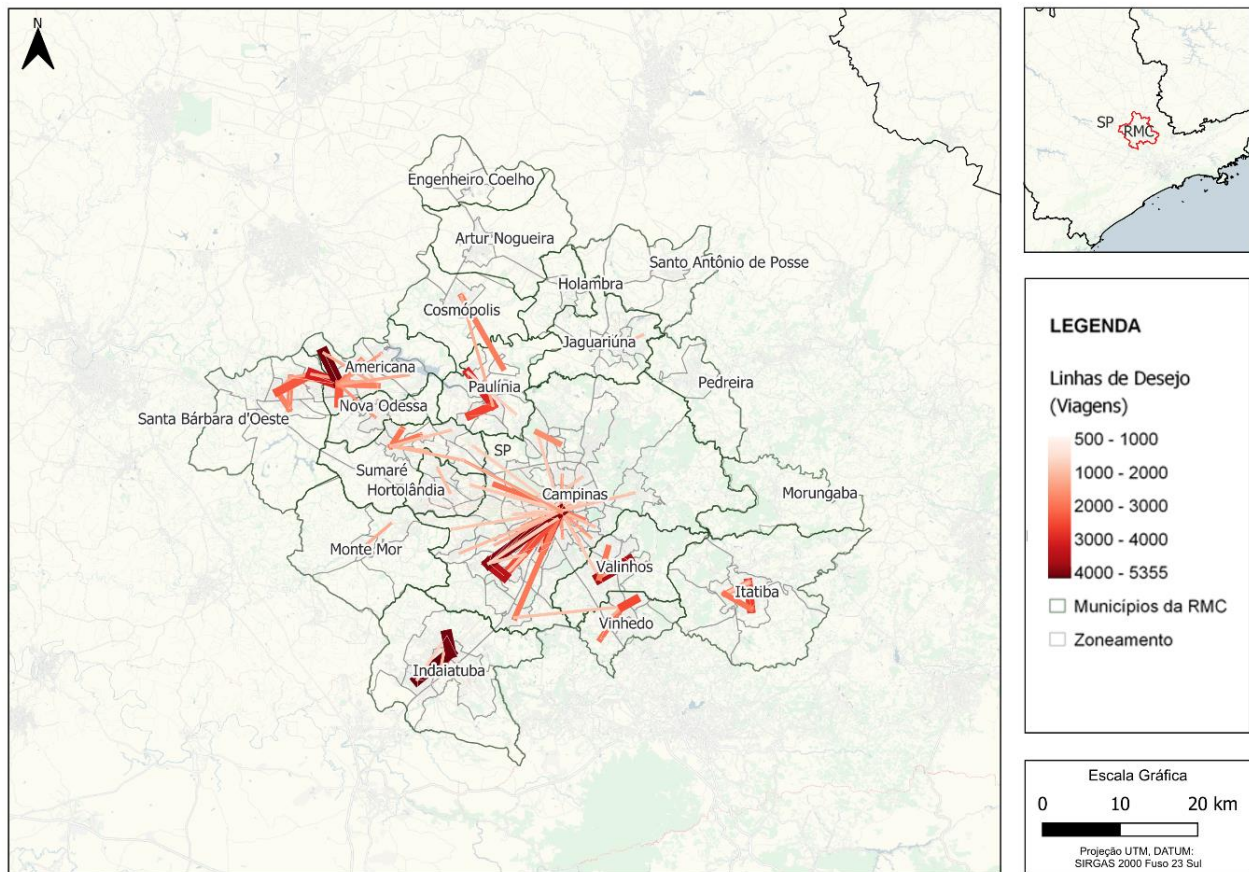 N
Engenheiro Coelho
Artur Nogueira
Santo Antônio de Posse
Holambra
Cosmópolis
Jaguariúna
Americana
Paulínia
Pedreira
Nova Odessa
Santa Bárbara d'Oeste
SP
Sumaré
Hortolândia
Campinas
Morungaba
Monte Mor
Valinhos
Itatiba
Vinhedo
Indaiatuba
SP
RMC
LEGENDA
Linhas de Desejo
(Viagens)
500 - 1000
1000 - 2000
2000 - 3000
3000 - 4000
4000 - 5355
Municípios da RMC
Zoneamento
Escala Gráfica
0 10 20 km
Projeção UTM, DATUM:
SIRGAS 2000 Fuso 23 Sul